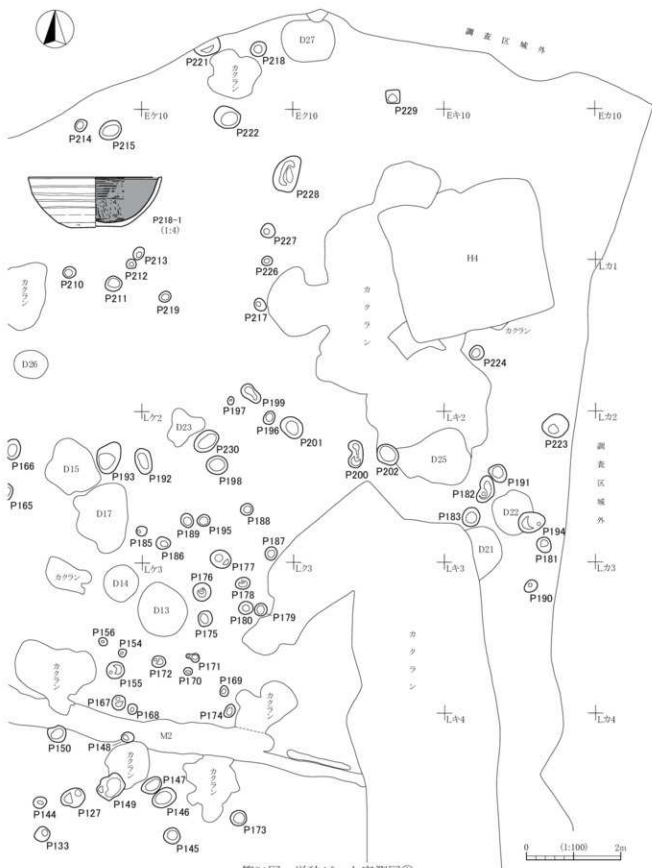 D27
調査区域外
P221
P218
カクラン
P229
Eケ10
Eク10
Eキ10
Eカ10
P214
P215
P222
P228
P218-1
(1:4)
P227
P213
P212
P226
H4
Lカ1
カクラン
P210
P211
P219
P217
カクラン
カクラン
P224
D26
P199
P197
Lケ2
D23
P196
P201
Lキ2
Lカ2
P223
P230
P166
D15
P193
P192
P198
P200
P202
D25
調査区域外
P191
P182
P165
D17
P188
D22
P189
P195
P183
P194
P185
P186
P187
P181
Lケ3
P177
Lク3
Lキ3
D21
Lカ3
カクラン
D14
P176
P178
P190
D13
P180
P179
P175
P156
P154
P171
カクラン
カクラン
P155
P172
P170
P169
P167
P168
P174
カクラン
Lキ4
Lカ4
P150
P148
M2
カクラン
P147
カクラン
P144
P127
P149
P146
P173
P133
P145
0
(1:100)
2m